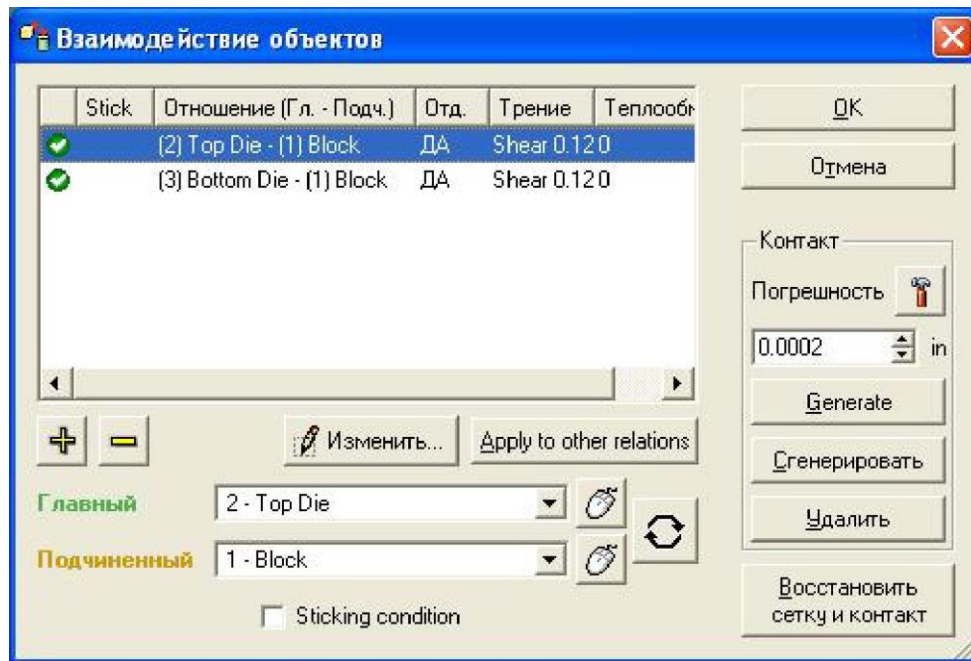 Взаимодействие объектов
Stick Отношение (Гл. - Подч.) Отд. Трение Теплообм
(2) Top Die - (1) Block ДА Shear 0.12 0
(3) Bottom Die - (1) Block ДА Shear 0.12 0
OK
Отмена
Контакт
Погрешность
0.0002 in
Generate
Сгенерировать
Удалить
Восстановить
сетку и контакт
Изменить... Apply to other relations
Главный 2 - Top Die
Подчиненный 1 - Block
Sticking condition